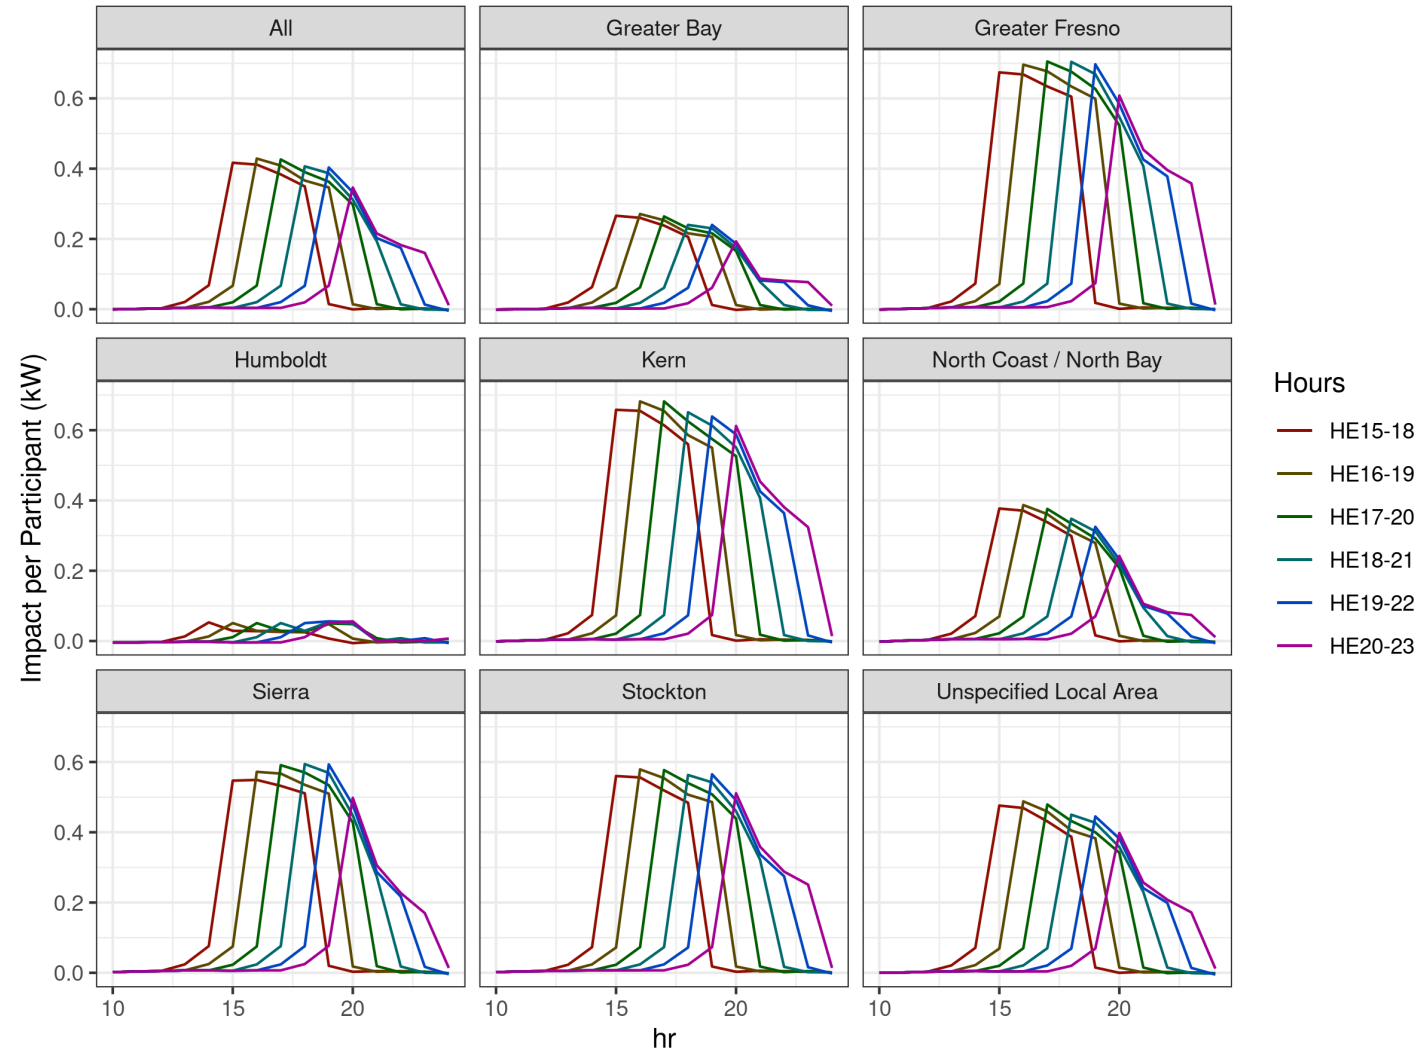 All
Greater Bay
Greater Fresno
0.6
0.4
0.2
0.0
Humboldt
Kern
North Coast / North Bay
0.6
0.4
0.2
0.0
Sierra
Stockton
Unspecified Local Area
0.6
0.4
0.2
0.0
10 15 20
10 15 20
10 15 20
hr
Impact per Participant (kW)
Hours
HE15-18
HE16-19
HE17-20
HE18-21
HE19-22
HE20-23